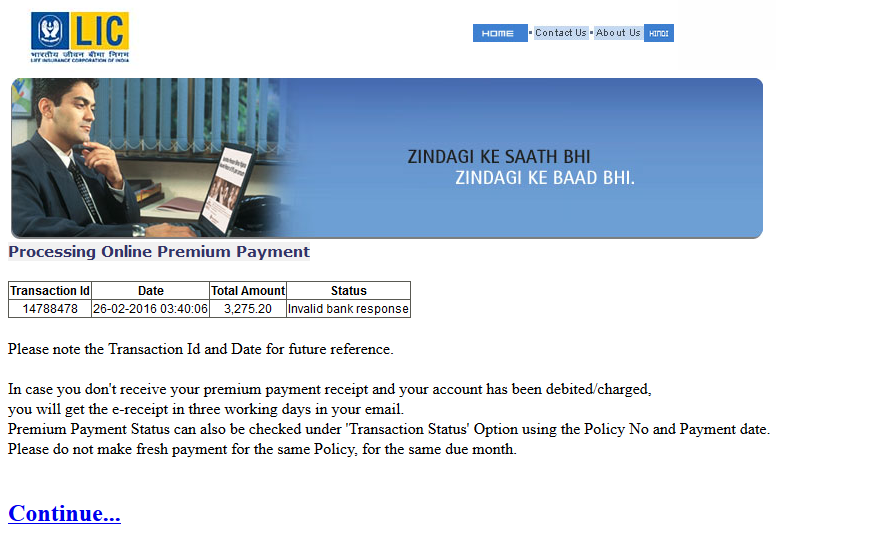 LIC
भारतीय जीवन बीमा निगम
LIFE INSURANCE CORPORATION OF INDIA
HOME Contact Us About Us HINDI
ZINDAGI KE SAATH BHI
ZINDAGI KE BAAD BHI.
Processing Online Premium Payment
Transaction Id Date Total Amount Status
14788478 26-02-2016 03:40:06 3,275.20 Invalid bank response
Please note the Transaction Id and Date for future reference.
In case you don't receive your premium payment receipt and your account has been debited/charged,
you will get the e-receipt in three working days in your email.
Premium Payment Status can also be checked under 'Transaction Status' Option using the Policy No and Payment date.
Please do not make fresh payment for the same Policy, for the same due month.
Continue...